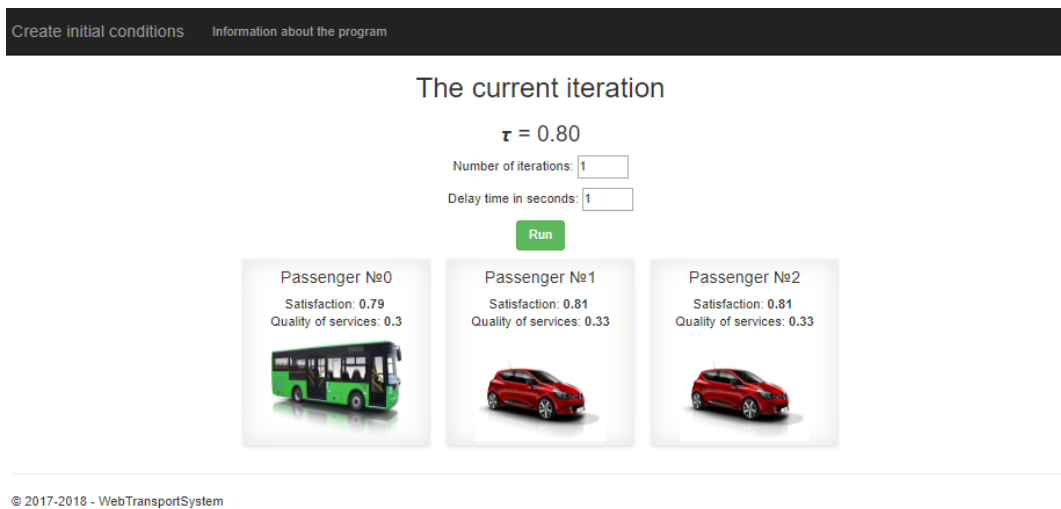 Create initial conditions Information about the program
The current iteration
τ = 0.80
Number of iterations: 1
Delay time in seconds: 1
Run
Passenger №0
Satisfaction: 0.79
Quality of services: 0.3
Passenger №1
Satisfaction: 0.81
Quality of services: 0.33
Passenger №2
Satisfaction: 0.81
Quality of services: 0.33
© 2017-2018 - WebTransportSystem